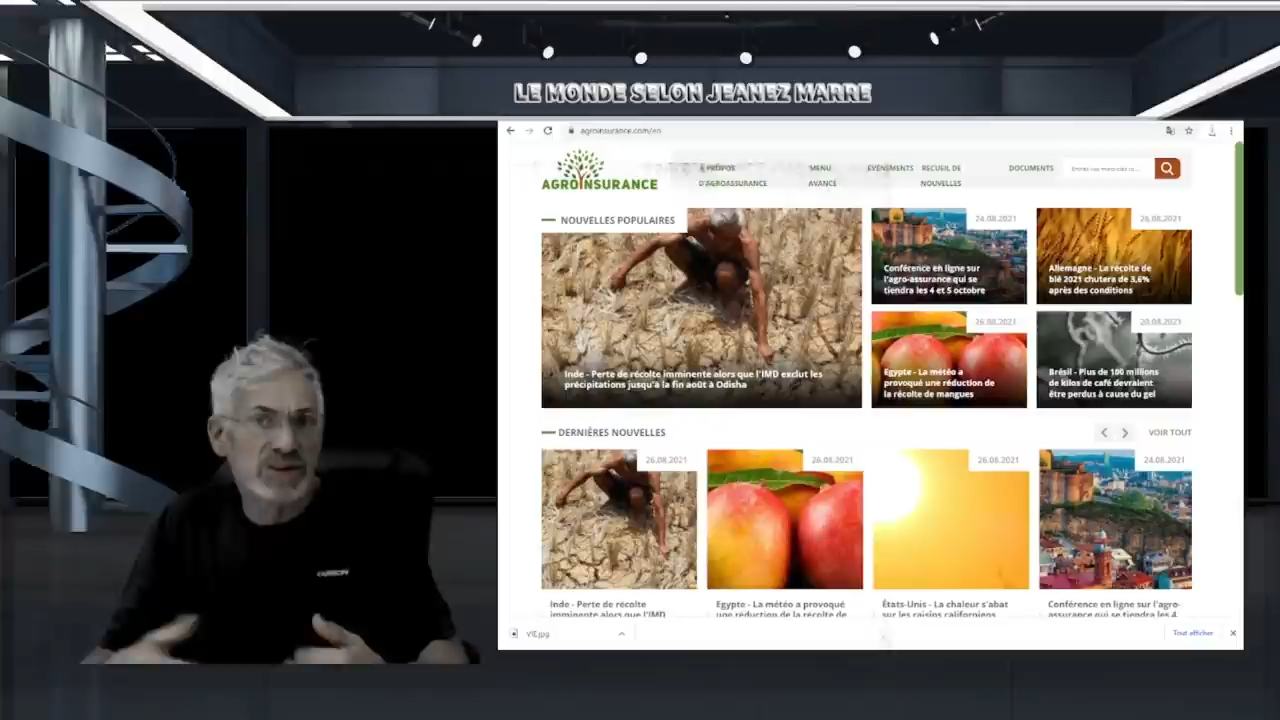 LE MONDE SELON JEANEZ MARRE
agroinsurance.com/en
AGROINSURANCE
À PROPOS
D'AGROASSURANCE
MENU
AVANCÉ
ÉVÉNEMENTS
RECUEIL DE
NOUVELLES
DOCUMENTS
NOUVELLES POPULAIRES
Inde - Perte de récolte imminente alors que l'IMD exclut les
précipitations jusqu'à la fin août à Odisha
24.08.2021
Conférence en ligne sur
l'agro-assurance qui se
tiendra les 4 et 5 octobre
26.08.2021
Allemagne - La récolte de
blé 2021 chutera de 3,6%
après des conditions
26.08.2021
Egypte - La météo a
provoqué une réduction de
la récolte de mangues
20.08.2021
Brésil - Plus de 100 millions
de kilos de café devraient
être perdus à cause du gel
DERNIÈRES NOUVELLES
VOIR TOUT
26.08.2021
26.08.2021
26.08.2021
24.08.2021
Inde - Perte de récolte
imminente alors que l'IMD
Egypte - La météo a provoqué
une réduction de la récolte de
États-Unis - La chaleur s'abat
sur les raisins californiens
Conférence en ligne sur l'agro-
assurance qui se tiendra les 4
VIE.jpg
Tout afficher